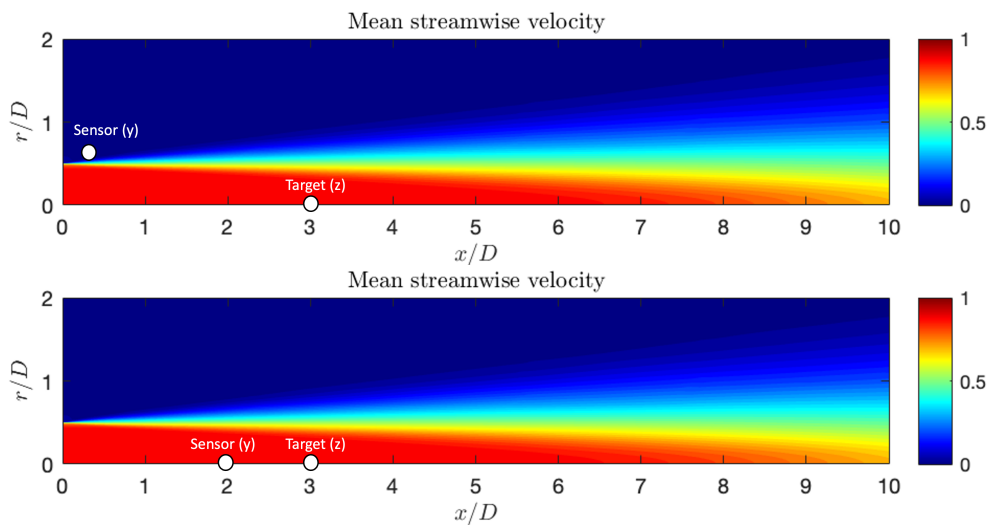 Mean streamwise velocity
2
1
0
r/D
Sensor (y)
Target (z)
0 1 2 3 4 5 6 7 8 9 10
x/D
1
0.5
0
Mean streamwise velocity
2
1
0
r/D
Sensor (y) Target (z)
0 1 2 3 4 5 6 7 8 9 10
x/D
1
0.5
0